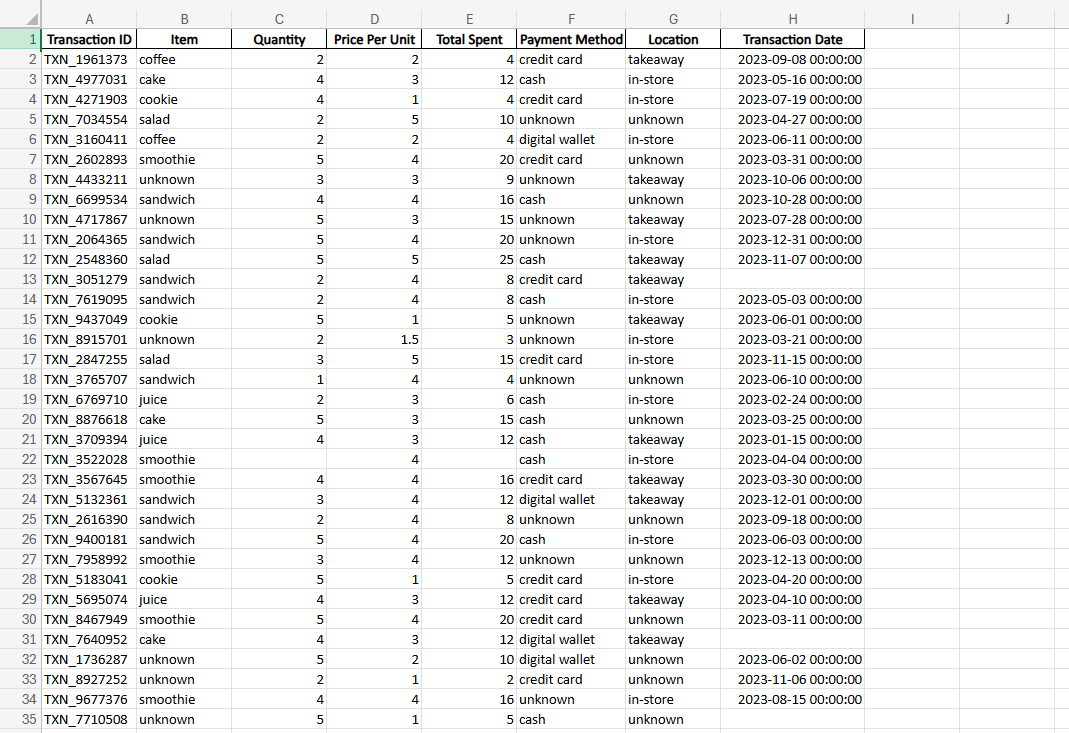 A B C D E F G H I J
1 Transaction ID Item Quantity Price Per Unit Total Spent Payment Method Location Transaction Date
2 TXN_1961373 coffee 2 2 4 credit card takeaway 2023-09-08 00:00:00
3 TXN_4977031 cake 4 3 12 cash in-store 2023-05-16 00:00:00
4 TXN_4271903 cookie 4 1 4 credit card in-store 2023-07-19 00:00:00
5 TXN_7034554 salad 2 5 10 unknown unknown 2023-04-27 00:00:00
6 TXN_3160411 coffee 2 2 4 digital wallet in-store 2023-06-11 00:00:00
7 TXN_2602893 smoothie 5 4 20 credit card unknown 2023-03-31 00:00:00
8 TXN_4433211 unknown 3 3 9 unknown takeaway 2023-10-06 00:00:00
9 TXN_6699534 sandwich 4 4 16 cash unknown 2023-10-28 00:00:00
10 TXN_4717867 unknown 5 3 15 unknown takeaway 2023-07-28 00:00:00
11 TXN_2064365 sandwich 5 4 20 unknown in-store 2023-12-31 00:00:00
12 TXN_2548360 salad 5 5 25 cash takeaway 2023-11-07 00:00:00
13 TXN_3051279 sandwich 2 4 8 credit card takeaway
14 TXN_7619095 sandwich 2 4 8 cash in-store 2023-05-03 00:00:00
15 TXN_9437049 cookie 5 1 5 unknown takeaway 2023-06-01 00:00:00
16 TXN_8915701 unknown 2 1.5 3 unknown in-store 2023-03-21 00:00:00
17 TXN_2847255 salad 3 5 15 credit card in-store 2023-11-15 00:00:00
18 TXN_3765707 sandwich 1 4 4 unknown unknown 2023-06-10 00:00:00
19 TXN_6769710 juice 2 3 6 cash in-store 2023-02-24 00:00:00
20 TXN_8876618 cake 5 3 15 cash unknown 2023-03-25 00:00:00
21 TXN_3709394 juice 4 3 12 cash takeaway 2023-01-15 00:00:00
22 TXN_3522028 smoothie 4 cash in-store 2023-04-04 00:00:00
23 TXN_3567645 smoothie 4 4 16 credit card takeaway 2023-03-30 00:00:00
24 TXN_5132361 sandwich 3 4 12 digital wallet takeaway 2023-12-01 00:00:00
25 TXN_2616390 sandwich 2 4 8 unknown unknown 2023-09-18 00:00:00
26 TXN_9400181 sandwich 5 4 20 cash in-store 2023-06-03 00:00:00
27 TXN_7958992 smoothie 3 4 12 unknown unknown 2023-12-13 00:00:00
28 TXN_5183041 cookie 5 1 5 credit card in-store 2023-04-20 00:00:00
29 TXN_5695074 juice 4 3 12 credit card takeaway 2023-04-10 00:00:00
30 TXN_8467949 smoothie 5 4 20 credit card unknown 2023-03-11 00:00:00
31 TXN_7640952 cake 4 3 12 digital wallet takeaway
32 TXN_1736287 unknown 5 2 10 digital wallet unknown 2023-06-02 00:00:00
33 TXN_8927252 unknown 2 1 2 credit card unknown 2023-11-06 00:00:00
34 TXN_9677376 smoothie 4 4 16 unknown in-store 2023-08-15 00:00:00
35 TXN_7710508 unknown 5 1 5 cash unknown